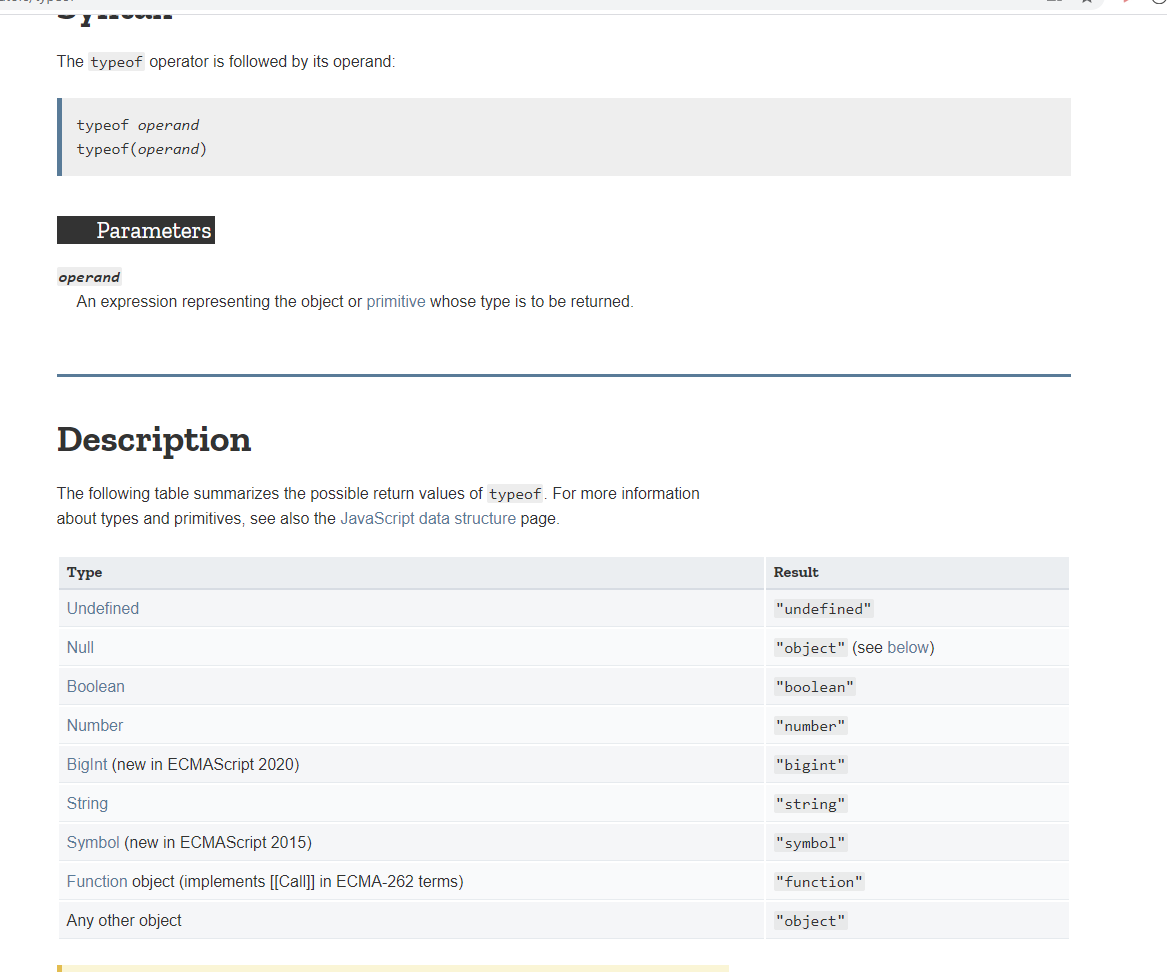 The typeof operator is followed by its operand:
typeof operand
typeof(operand)
Parameters
operand
An expression representing the object or primitive whose type is to be returned.
Description
The following table summarizes the possible return values of typeof. For more information
about types and primitives, see also the JavaScript data structure page.
Type Result
Undefined "undefined"
Null "object" (see below)
Boolean "boolean"
Number "number"
BigInt (new in ECMAScript 2020) "bigint"
String "string"
Symbol (new in ECMAScript 2015) "symbol"
Function object (implements [[Call]] in ECMA-262 terms) "function"
Any other object "object"